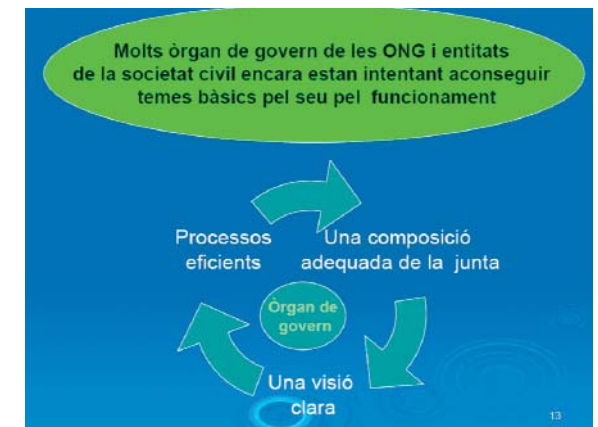 Molts òrgan de govern de les ONG i entitats
de la societat civil encara estan intentant aconseguir
temes bàsics pel seu pel funcionament
Processos
eficients
Una composició
adequada de la junta
Òrgan de
govern
Una visió
clara
13